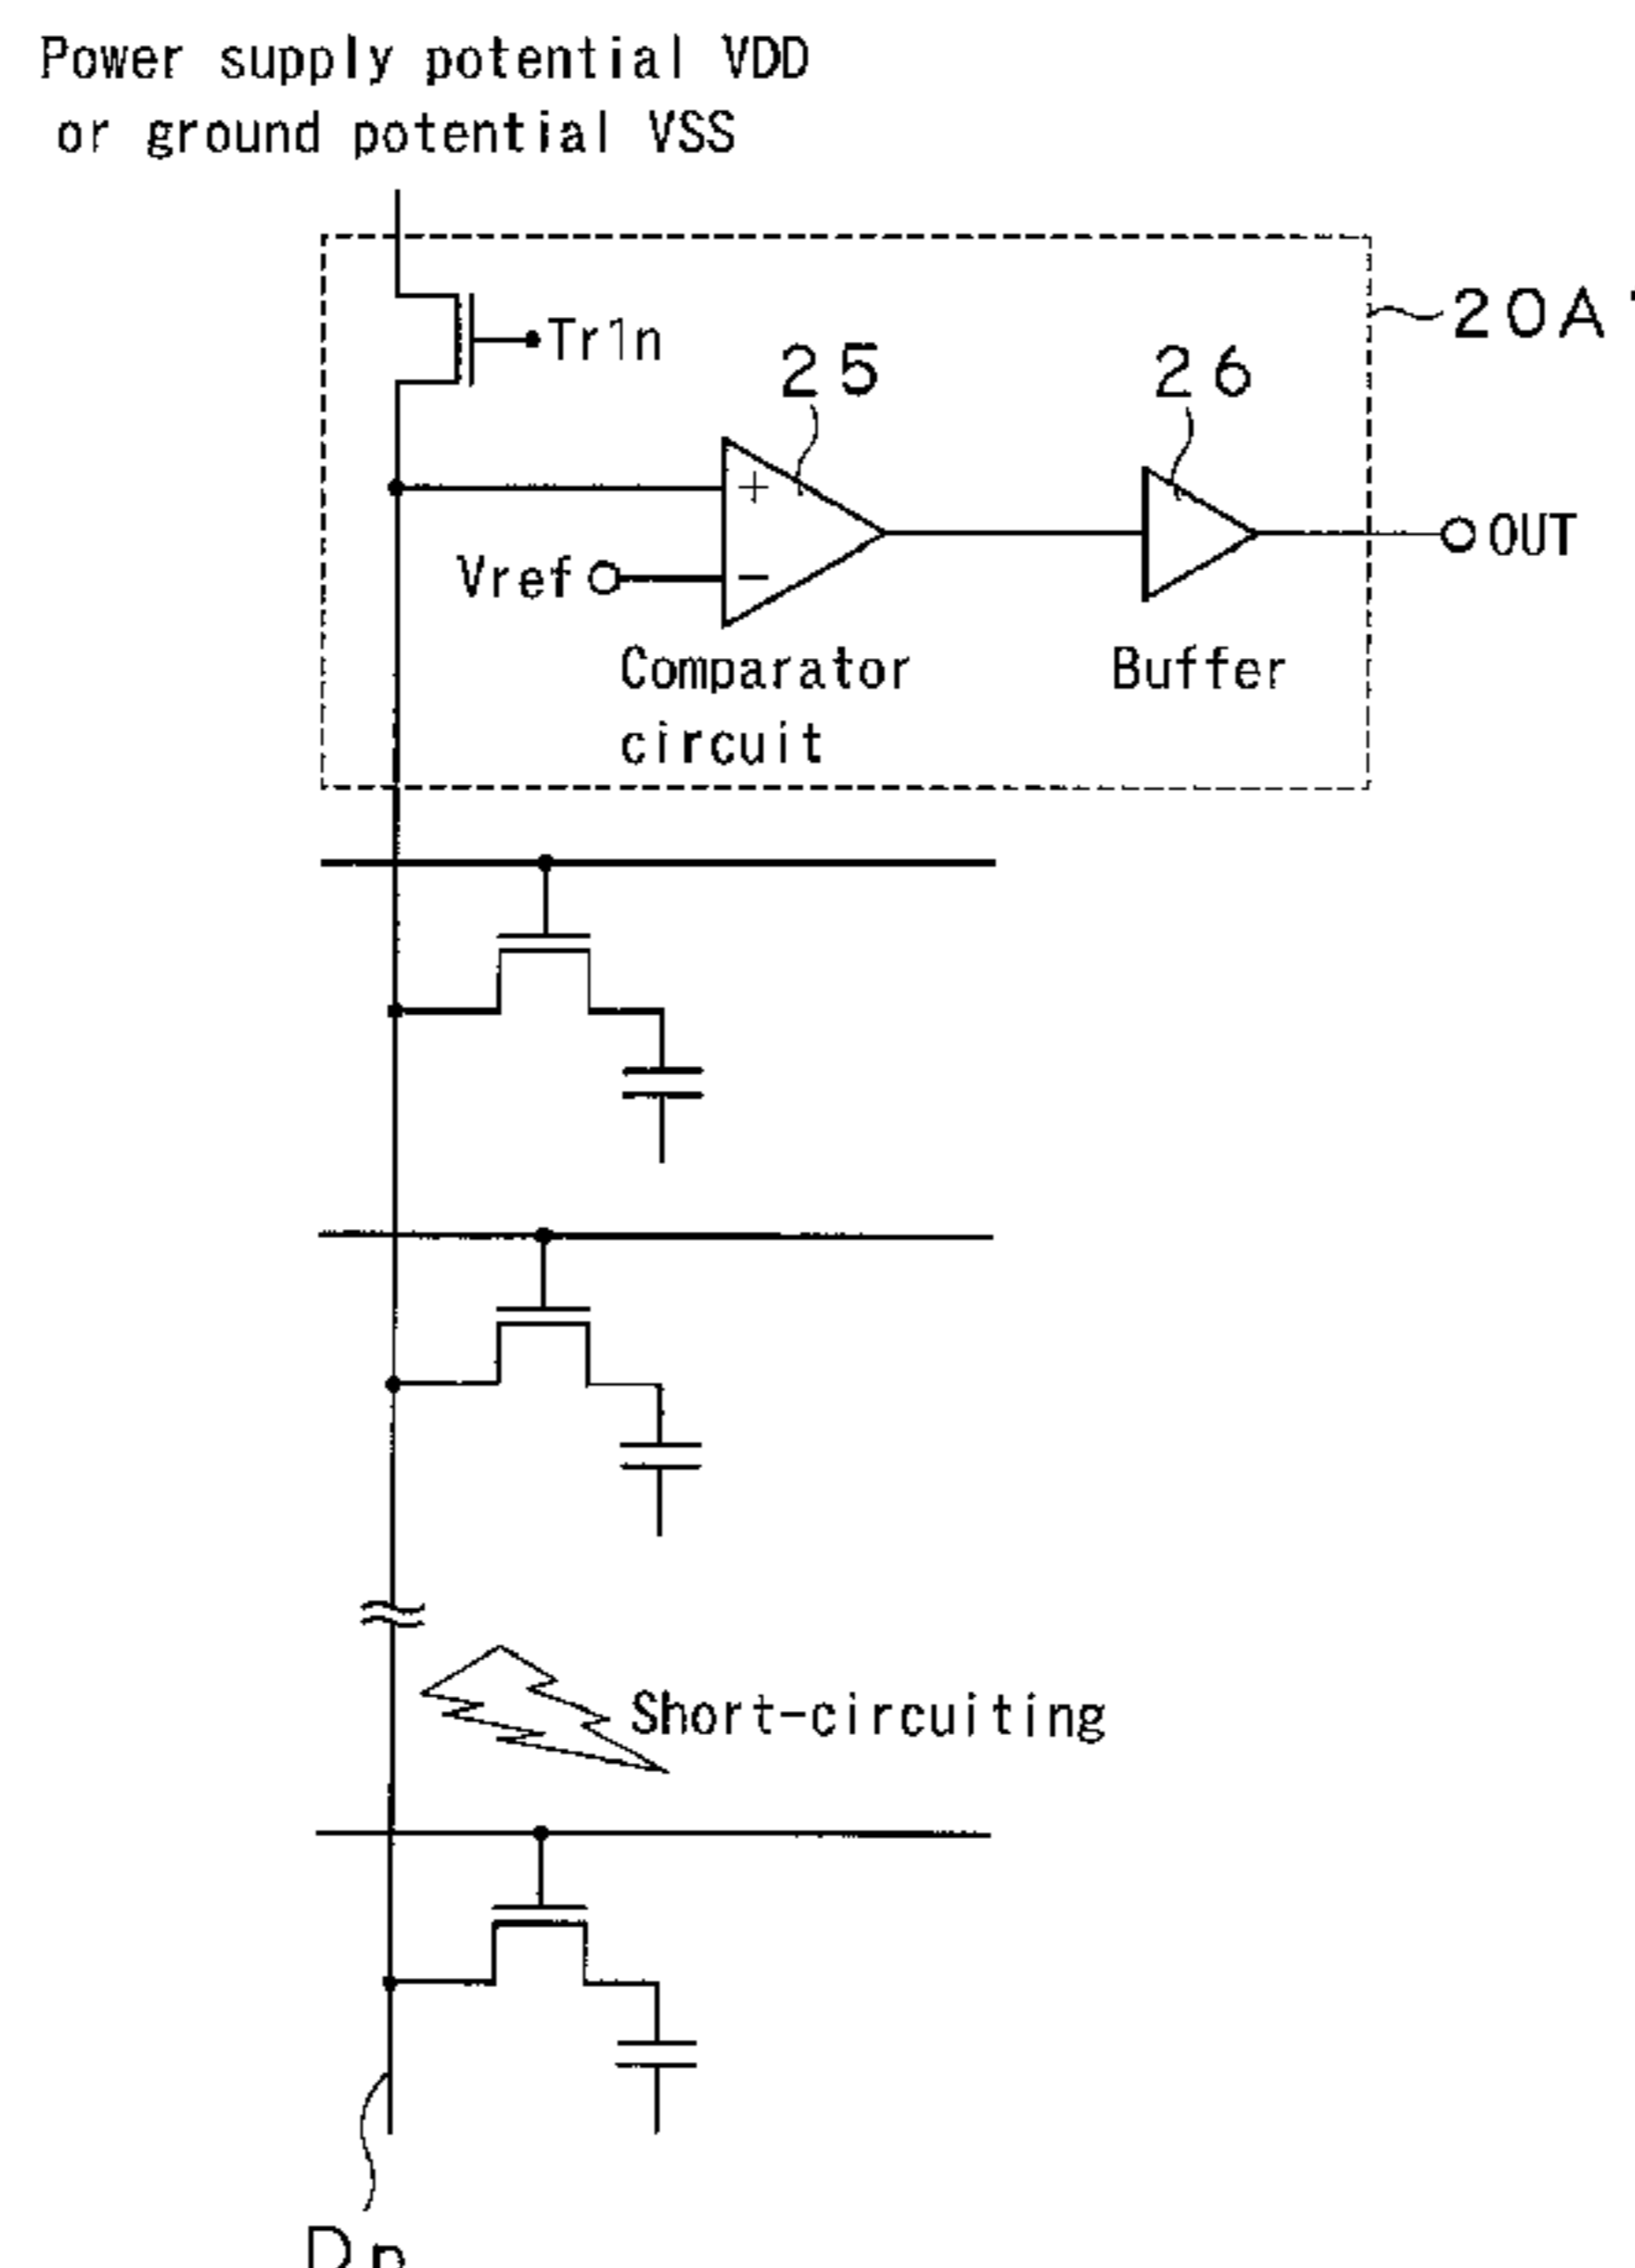 Power supply potential VDD
or ground potential VSS
20A
Tr1n
25
26
+
OUT
Vref
−
Comparator
circuit
Buffer
Short-circuiting